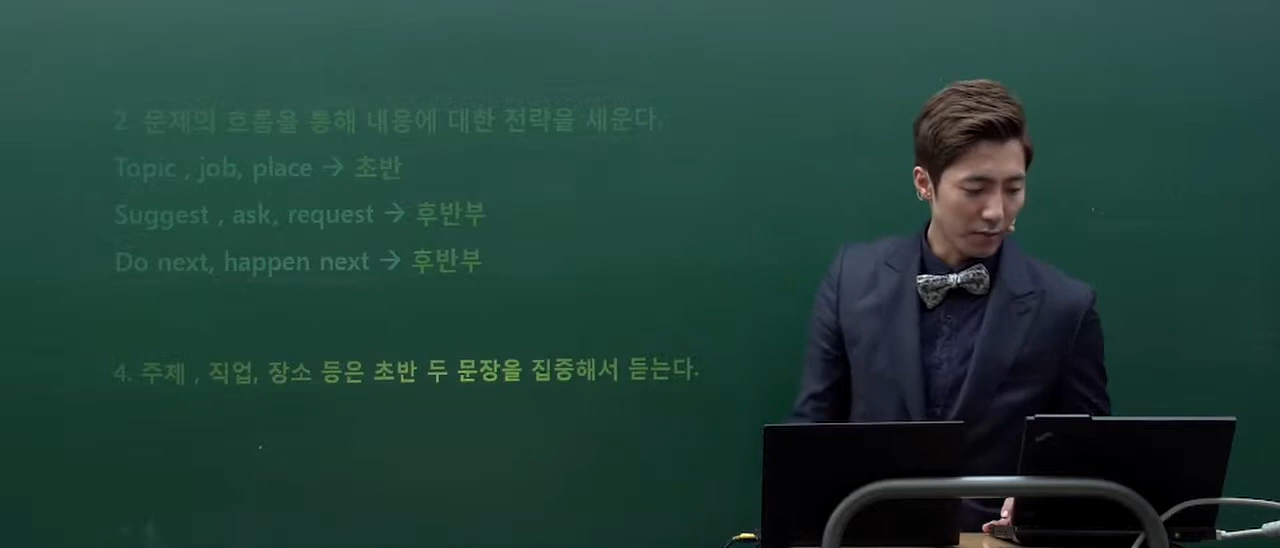 2. 문제의 흐름을 통해 내용에 대한 전략을 세운다.
Topic , job, place → 초반
Suggest , ask, request → 후반부
Do next, happen next → 후반부
4. 주제 , 직업, 장소 등은 초반 두 문장을 집중해서 듣는다.